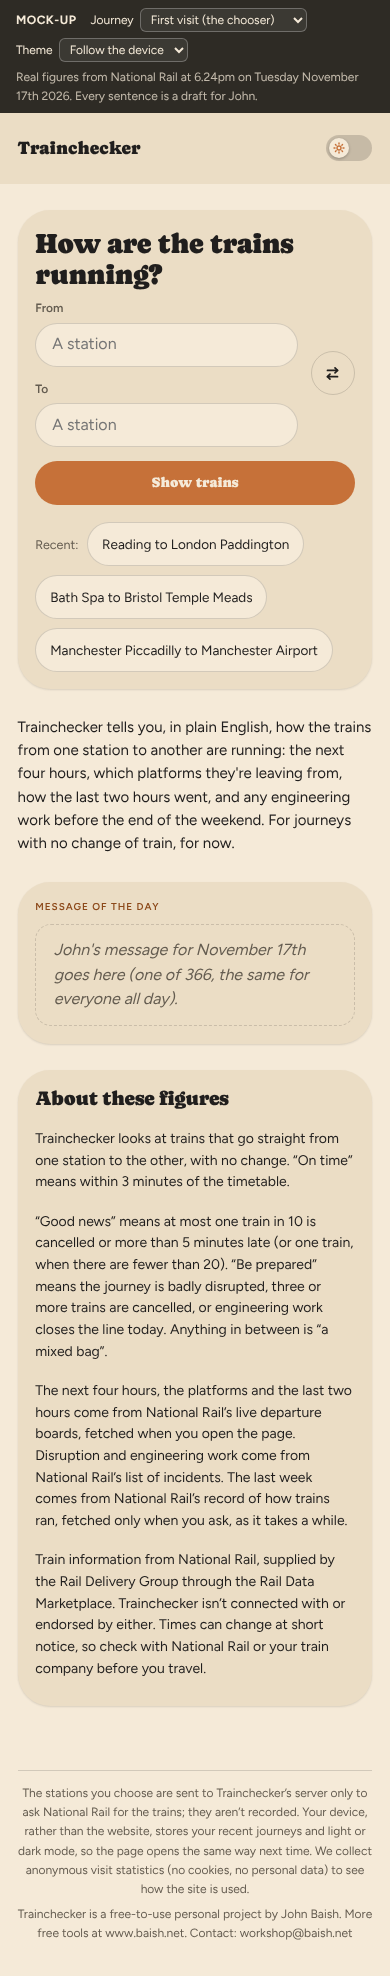 MOCK-UP Journey First visit (the chooser)
Theme Follow the device
Real figures from National Rail at 6.24pm on Tuesday November
17th 2026. Every sentence is a draft for John.
Trainchecker
How are the trains
running?
From
A station
To
A station
Show trains
Recent: Reading to London Paddington
Bath Spa to Bristol Temple Meads
Manchester Piccadilly to Manchester Airport
Trainchecker tells you, in plain English, how the trains
from one station to another are running: the next
four hours, which platforms they're leaving from,
how the last two hours went, and any engineering
work before the end of the weekend. For journeys
with no change of train, for now.
MESSAGE OF THE DAY
John's message for November 17th
goes here (one of 366, the same for
everyone all day).
About these figures
Trainchecker looks at trains that go straight from
one station to the other, with no change. “On time”
means within 3 minutes of the timetable.
“Good news” means at most one train in 10 is
cancelled or more than 5 minutes late (or one train,
when there are fewer than 20). “Be prepared”
means the journey is badly disrupted, three or
more trains are cancelled, or engineering work
closes the line today. Anything in between is “a
mixed bag”.
The next four hours, the platforms and the last two
hours come from National Rail’s live departure
boards, fetched when you open the page.
Disruption and engineering work come from
National Rail’s list of incidents. The last week
comes from National Rail’s record of how trains
ran, fetched only when you ask, as it takes a while.
Train information from National Rail, supplied by
the Rail Delivery Group through the Rail Data
Marketplace. Trainchecker isn’t connected with or
endorsed by either. Times can change at short
notice, so check with National Rail or your train
company before you travel.
The stations you choose are sent to Trainchecker’s server only to
ask National Rail for the trains; they aren’t recorded. Your device,
rather than the website, stores your recent journeys and light or
dark mode, so the page opens the same way next time. We collect
anonymous visit statistics (no cookies, no personal data) to see
how the site is used.
Trainchecker is a free-to-use personal project by John Baish. More
free tools at www.baish.net. Contact: workshop@baish.net